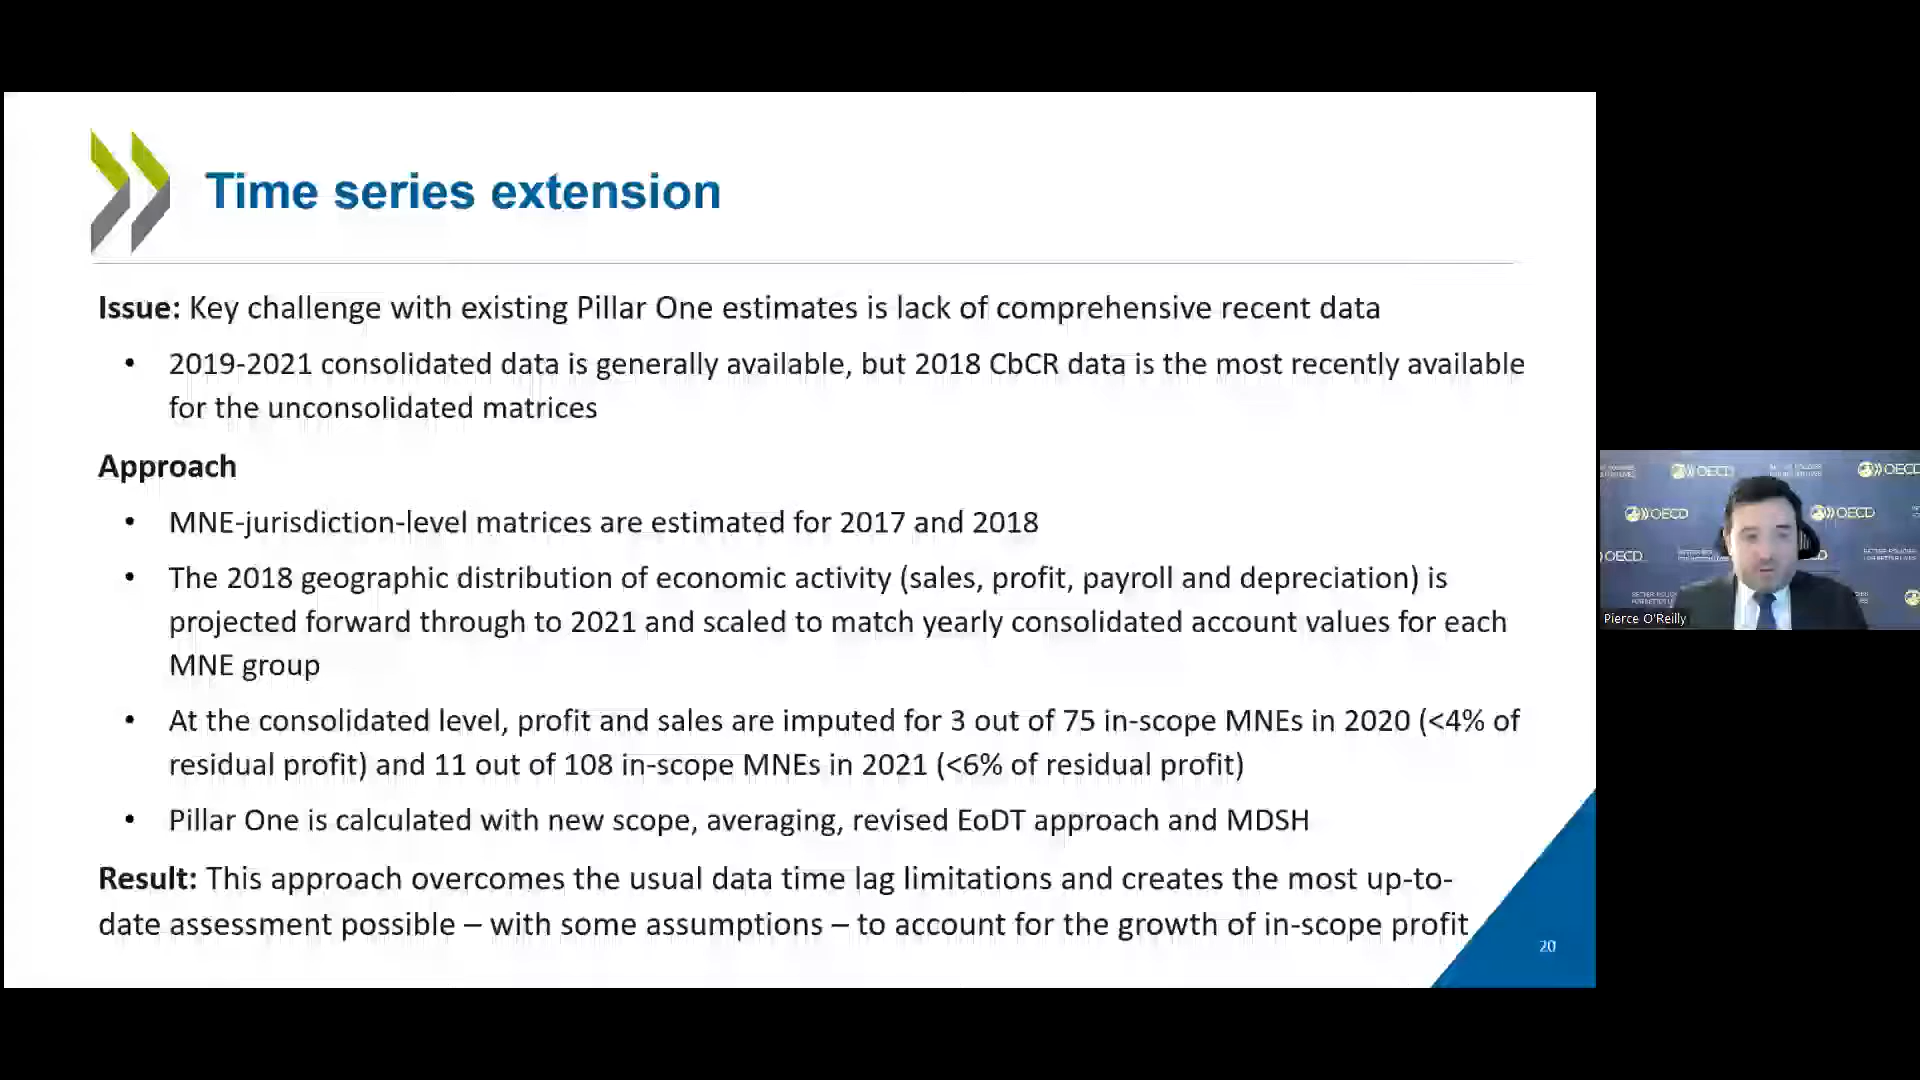 Time series extension
Issue: Key challenge with existing Pillar One estimates is lack of comprehensive recent data
• 2019-2021 consolidated data is generally available, but 2018 CbCR data is the most recently available
for the unconsolidated matrices
Approach
• MNE-jurisdiction-level matrices are estimated for 2017 and 2018
• The 2018 geographic distribution of economic activity (sales, profit, payroll and depreciation) is
projected forward through to 2021 and scaled to match yearly consolidated account values for each
MNE group
• At the consolidated level, profit and sales are imputed for 3 out of 75 in-scope MNEs in 2020 (<4% of
residual profit) and 11 out of 108 in-scope MNEs in 2021 (<6% of residual profit)
• Pillar One is calculated with new scope, averaging, revised EoDT approach and MDSH
Result: This approach overcomes the usual data time lag limitations and creates the most up-to-
date assessment possible – with some assumptions – to account for the growth of in-scope profit
20
OECD
OECD
OECD
OECD
OECD
Pierce O'Reilly